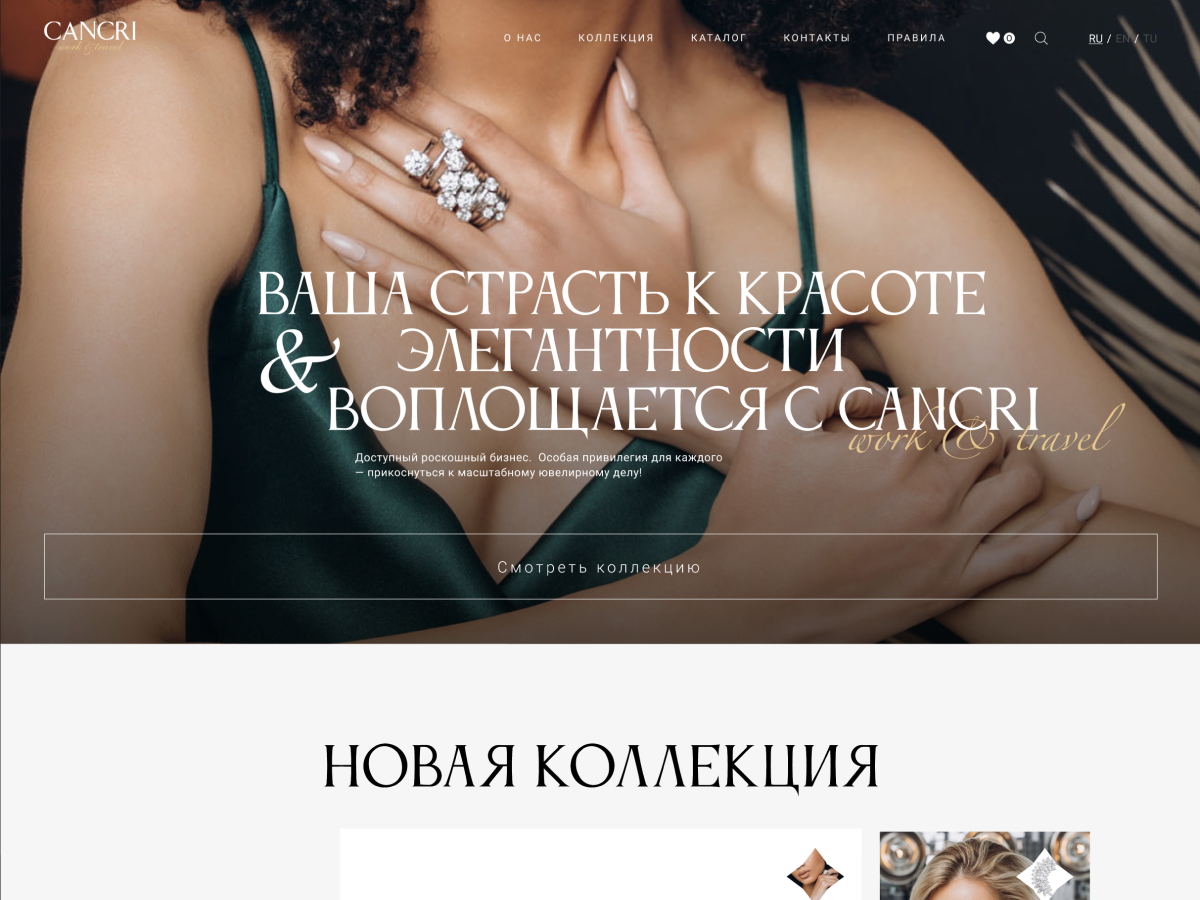 CANCRI
work & travel
О НАС КОЛЛЕКЦИЯ КАТАЛОГ КОНТАКТЫ ПРАВИЛА 0 RU / EN / TU
ВАША СТРАСТЬ К КРАСОТЕ
& ЭЛЕГАНТНОСТИ
ВОПЛОЩАЕТСЯ С CANCRI
work & travel
Доступный роскошный бизнес. Особая привилегия для каждого
— прикоснуться к масштабному ювелирному делу!
Смотреть коллекцию
НОВАЯ КОЛЛЕКЦИЯ